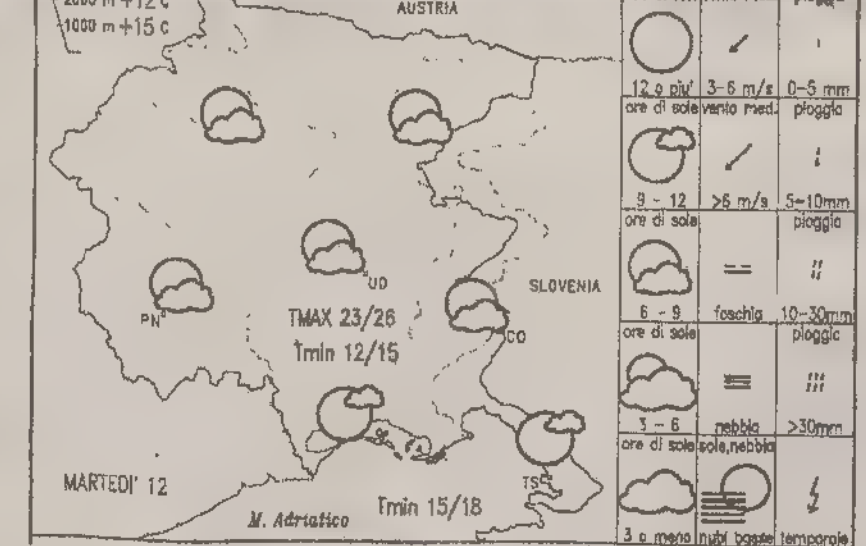 2000 m +12 C
1000 m +15 C
AUSTRIA
SLOVENIA
UD
PN
TMAX 23/26
Tmin 12/15
CO
MARTEDI' 12
M. Adriatico
Tmin 15/18
TS
12 o piu' 3-6 m/s 0-5 mm
ore di sole vento med. pioggia
9 - 12 >6 m/s 5-10mm
ore di sole pioggia
6 - 9 foschia 10-30mm
ore di sole pioggia
3 - 6 nebbia >30mm
ore di sole sole,nebbia
3 o meno nubi basse temporale